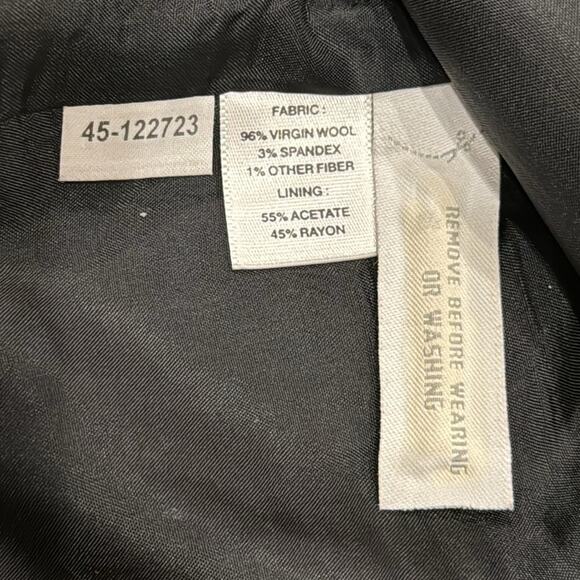 45-122723
FABRIC :
96% VIRGIN WOOL
3% SPANDEX
1% OTHER FIBER
LINING :
55% ACETATE
45% RAYON
REMOVE BEFORE WEARING
OR WASHING